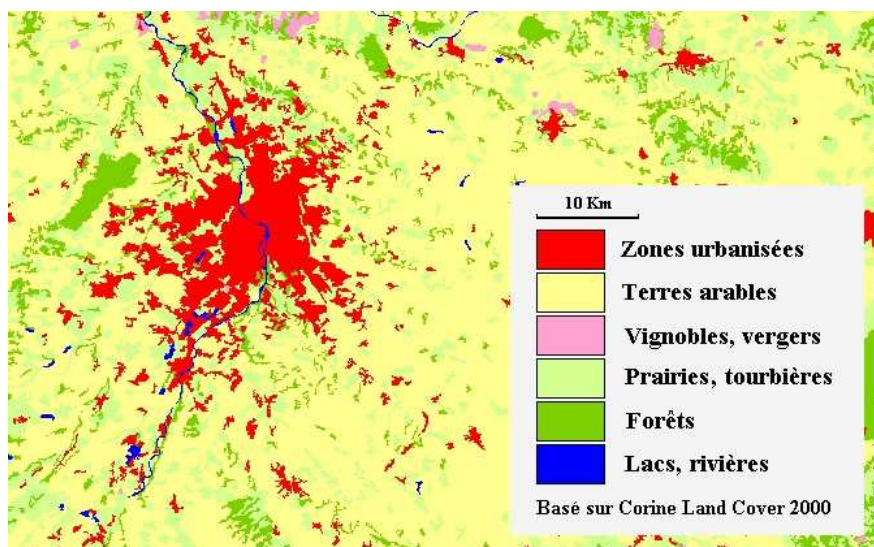 10 Km
Zones urbanisées
Terres arables
Vignobles, vergers
Prairies, tourbières
Forêts
Lacs, rivières
Basé sur Corine Land Cover 2000